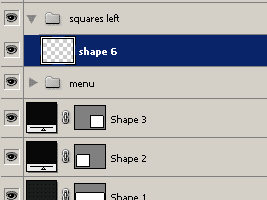 squares left
shape 6
menu
Shape 3
Shape 2
Shape 1